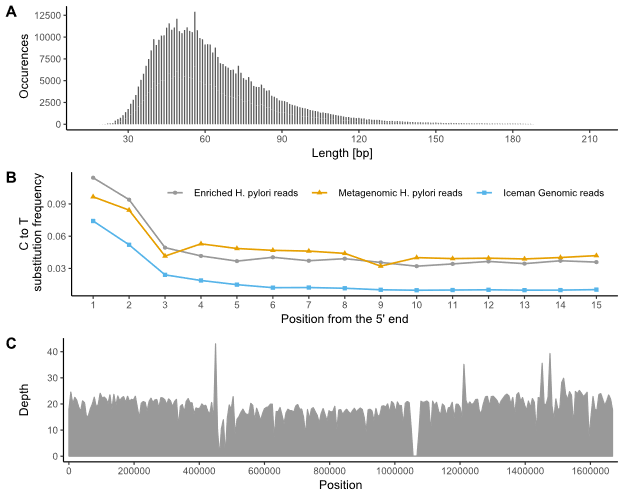 A
12500
10000
7500
5000
2500
0
Occurences
30 60 90 120 150 180 210
Length [bp]
B
Enriched H. pylori reads Metagenomic H. pylori reads Iceman Genomic reads
0.09
0.06
0.03
C to T
substitution frequency
1 2 3 4 5 6 7 8 9 10 11 12 13 14 15
Position from the 5' end
C
40
30
20
10
0
Depth
0 200000 400000 600000 800000 1000000 1200000 1400000 1600000
Position